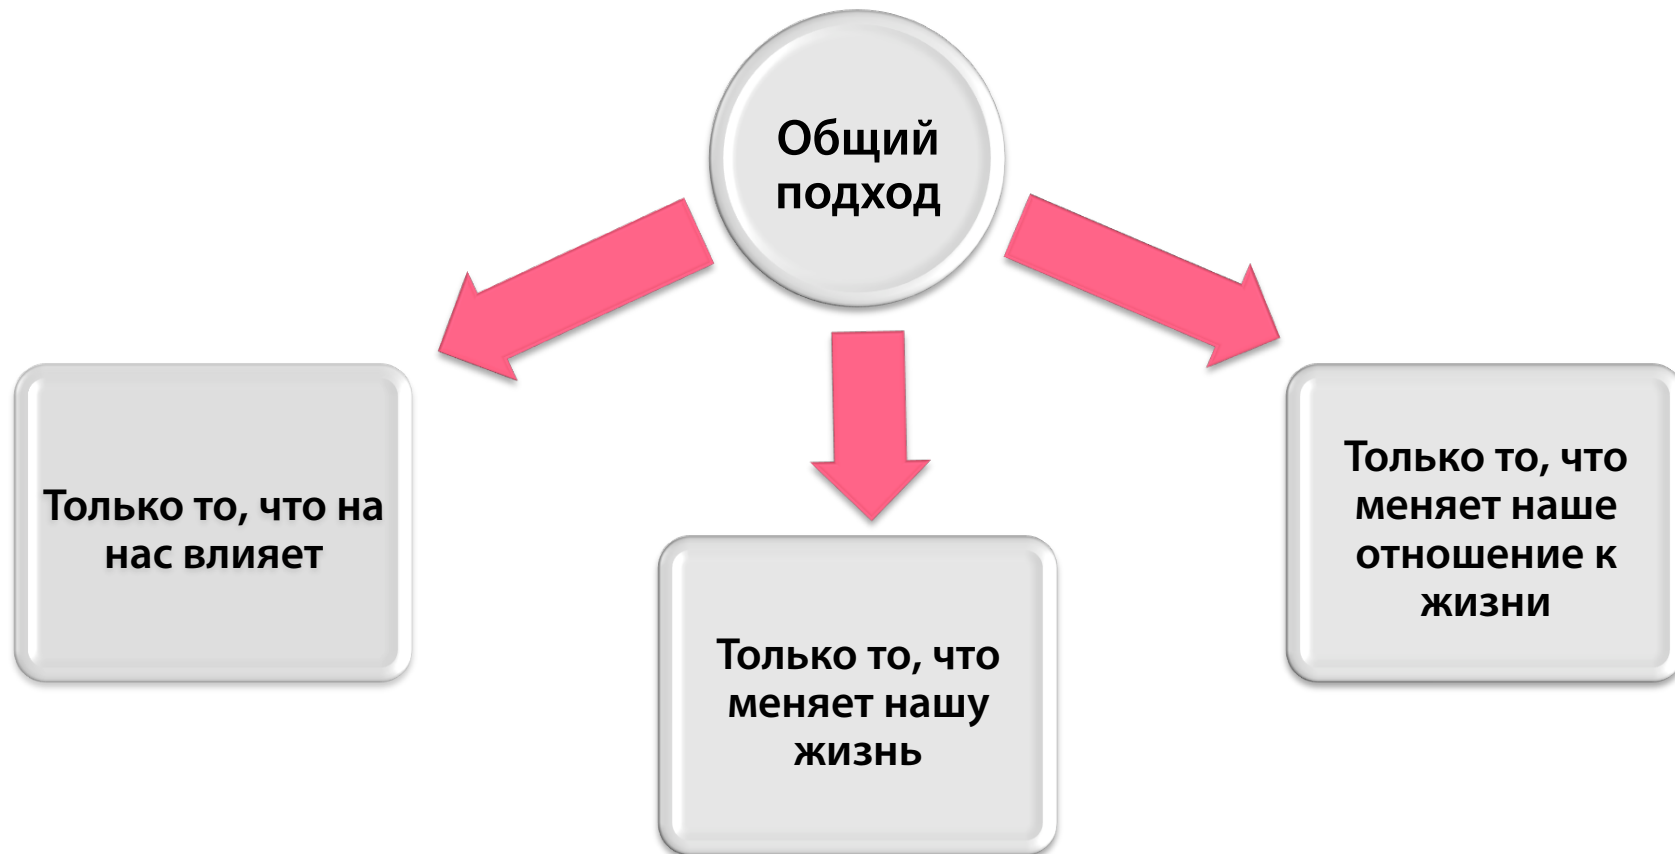 Общий
подход
Только то, что на
нас влияет
Только то, что
меняет нашу
жизнь
Только то, что
меняет наше
отношение к
жизни